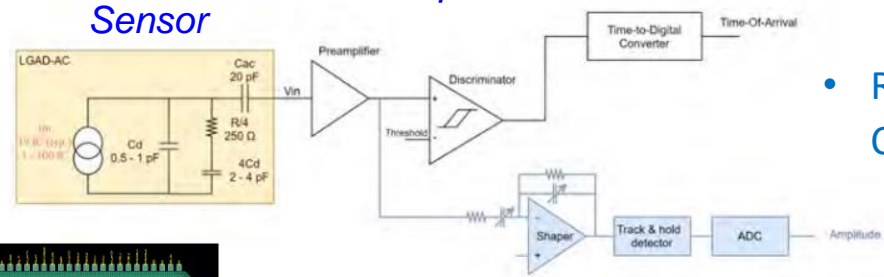 Sensor
LGAD-AC
Cac
20 pF
Vin
R/4
250 Ω
Cd
0.5 - 1 pF
4Cd
2 - 4 pF
Preamplifier
Discriminator
+
-
Threshold
Time-to-Digital
Converter
Time-Of-Arrival
-
+
Shaper
Track & hold
detector
ADC
Amplitude
• R